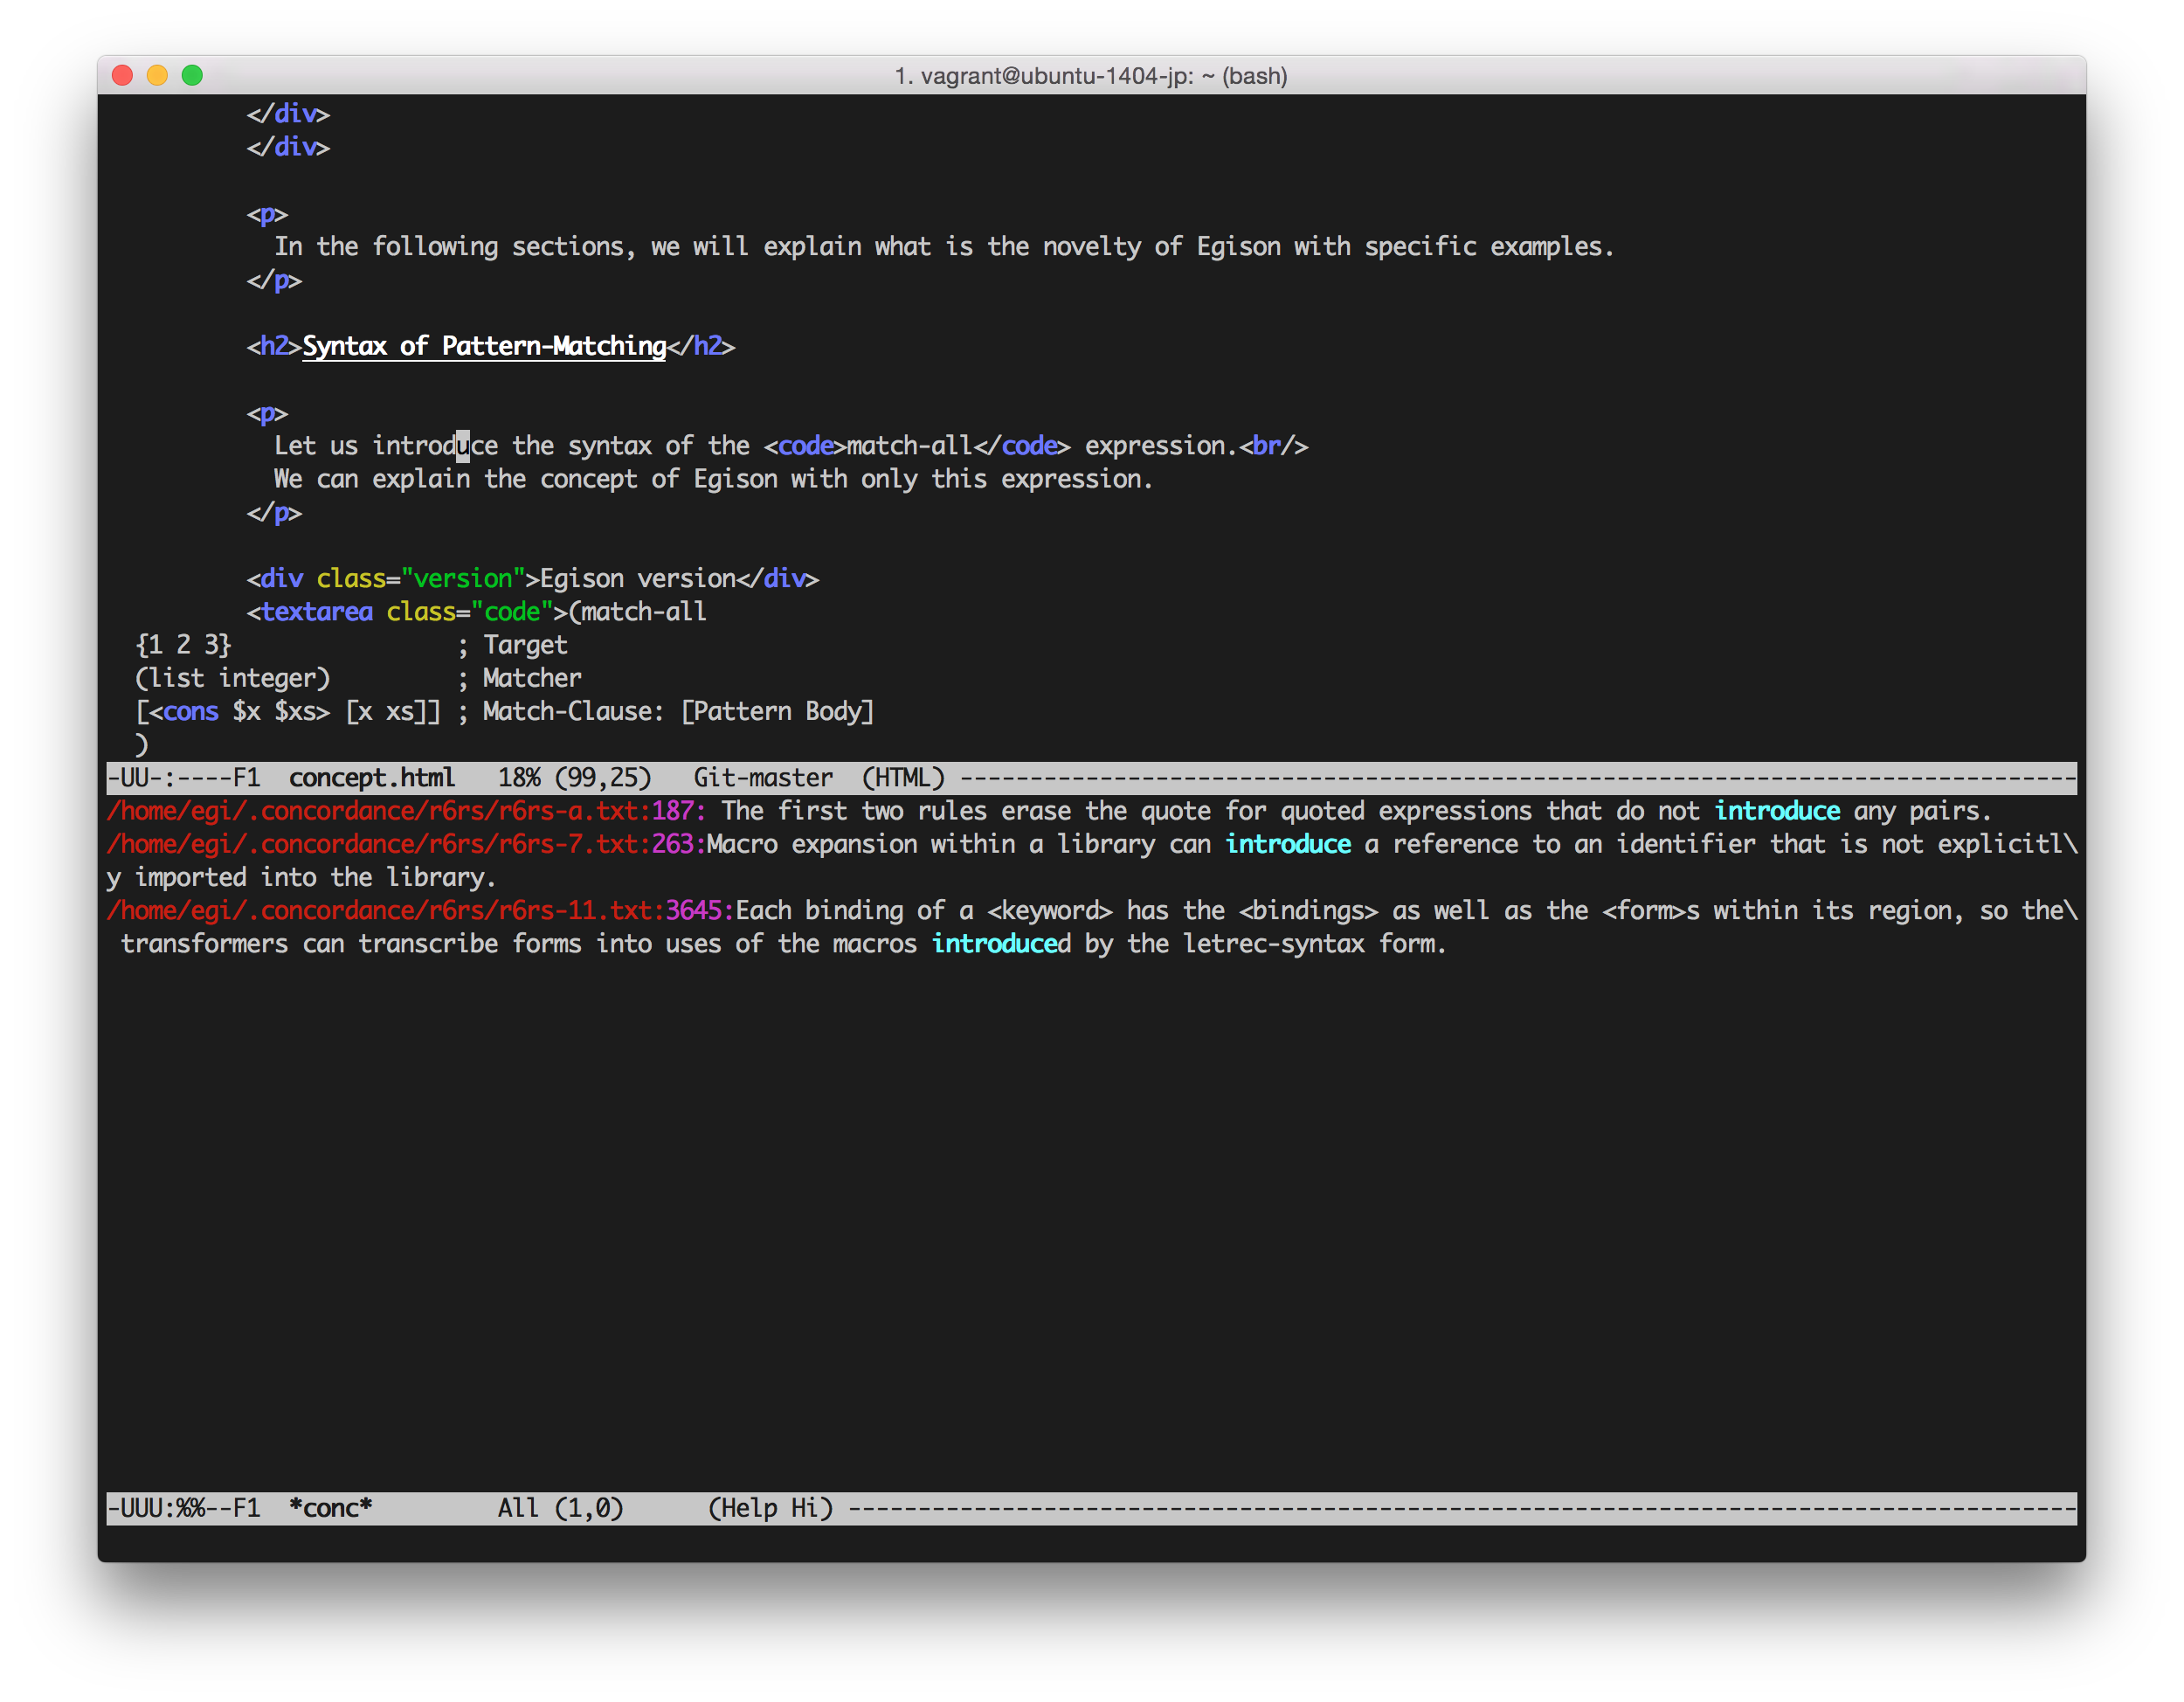 1. vagrant@ubuntu-1404-jp: ~ (bash)
</div>
</div>
<p>
In the following sections, we will explain what is the novelty of Egison with specific examples.
</p>
<h2>Syntax of Pattern-Matching</h2>
<p>
Let us introduce the syntax of the <code>match-all</code> expression.<br/>
We can explain the concept of Egison with only this expression.
</p>
<div class="version">Egison version</div>
<textarea class="code">(match-all
{1 2 3} ; Target
(list integer) ; Matcher
[<cons $x $xs> [x xs]] ; Match-Clause: [Pattern Body]
)
-UU-:----F1 concept.html 18% (99,25) Git-master (HTML) --------------------------------------------------------------------------------
/home/egi/.concordance/r6rs/r6rs-a.txt:187: The first two rules erase the quote for quoted expressions that do not introduce any pairs.
/home/egi/.concordance/r6rs/r6rs-7.txt:263:Macro expansion within a library can introduce a reference to an identifier that is not explicitl\
y imported into the library.
/home/egi/.concordance/r6rs/r6rs-11.txt:3645:Each binding of a <keyword> has the <bindings> as well as the <form>s within its region, so the\
transformers can transcribe forms into uses of the macros introduced by the letrec-syntax form.
-UUU:%%--F1 *conc* All (1,0) (Help Hi) ----------------------------------------------------------------------------------------